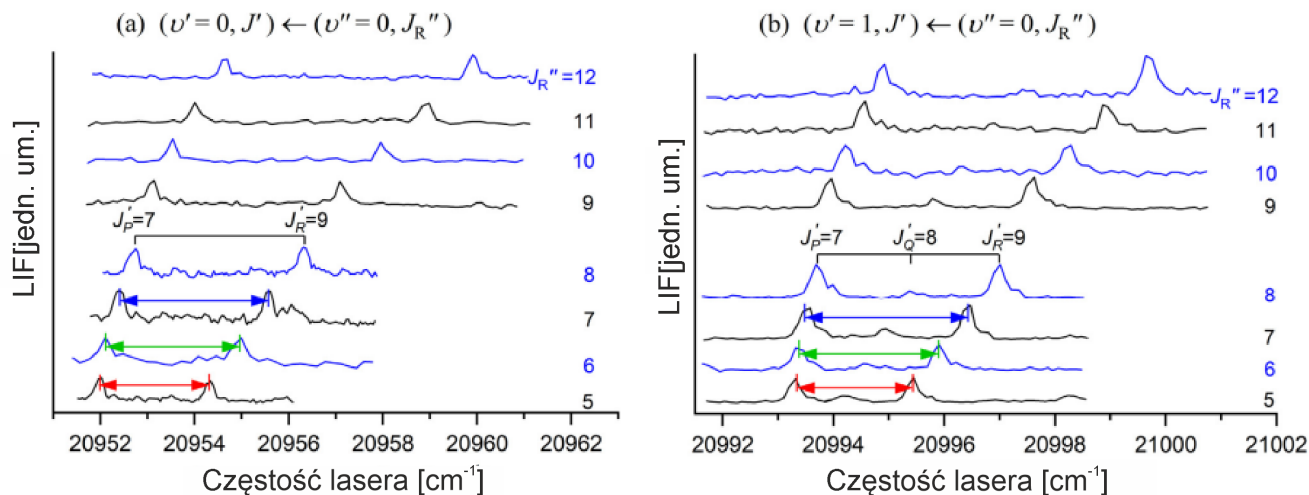 (a) (υ′ = 0, J′) ← (υ″ = 0, J_R″)
LIF[jedn. um.]
J_R″=12
11
10
9
J_P′=7 J_R′=9
8
7
6
5
20952 20954 20956 20958 20960 20962
Częstość lasera [cm⁻¹]
(b) (υ′ = 1, J′) ← (υ″ = 0, J_R″)
LIF[jedn. um.]
J_R″=12
11
10
9
J_P′=7 J_Q′=8 J_R′=9
8
7
6
5
20992 20994 20996 20998 21000 21002
Częstość lasera [cm⁻¹]